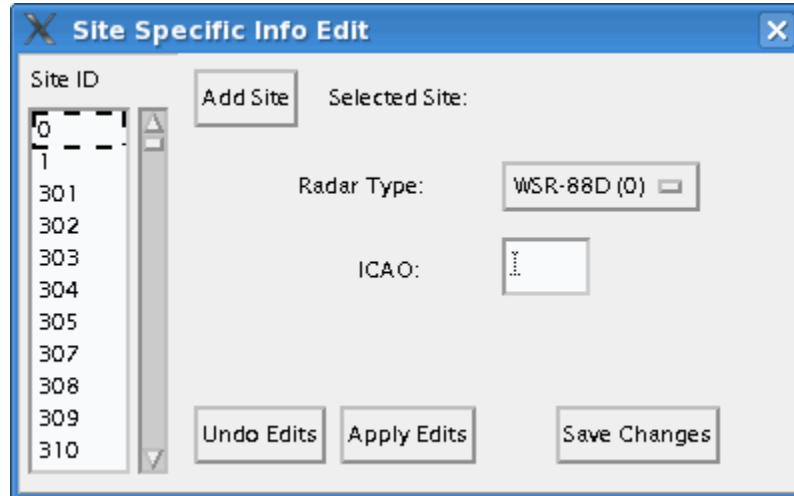 Site Specific Info Edit
Site ID
Add Site
Selected Site:
0
1
301
302
303
304
305
307
308
309
310
Radar Type:
WSR-88D (0)
ICAO:
Undo Edits
Apply Edits
Save Changes